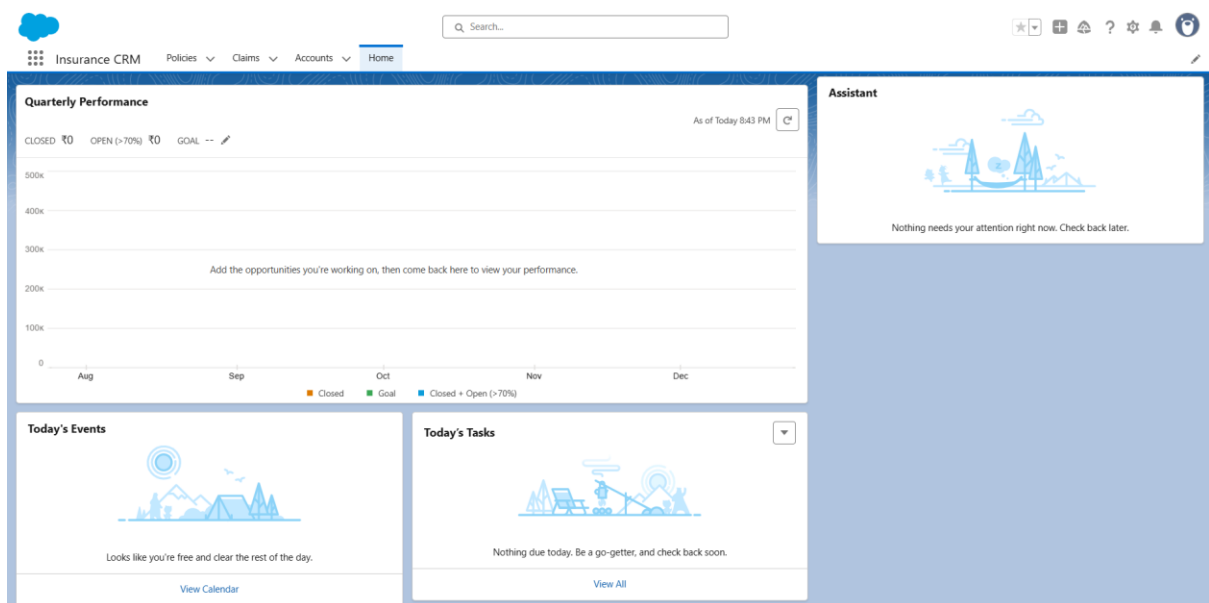 Search...
Insurance CRM Policies Claims Accounts Home
Quarterly Performance
As of Today 8:43 PM
CLOSED ₹0 OPEN (>70%) ₹0 GOAL --
500K
400K
300K
200K
100K
0
Add the opportunities you're working on, then come back here to view your performance.
Aug Sep Oct Nov Dec
Closed Goal Closed + Open (>70%)
Assistant
Z
Nothing needs your attention right now. Check back later.
Today's Events
Looks like you're free and clear the rest of the day.
View Calendar
Today's Tasks
Nothing due today. Be a go-getter, and check back soon.
View All